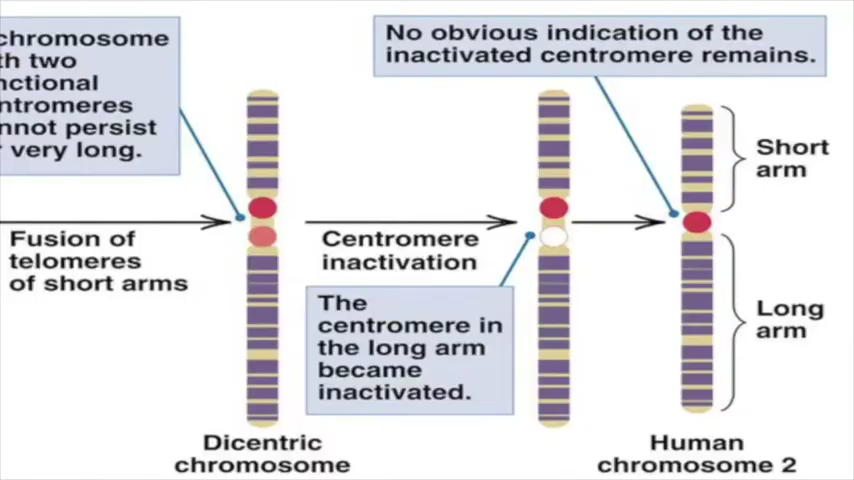 chromosome
th two
nctional
ntromeres
nnot persist
very long.
No obvious indication of the
inactivated centromere remains.
Short
arm
Fusion of
telomeres
of short arms
Centromere
inactivation
The
centromere in
the long arm
became
inactivated.
Long
arm
Dicentric
chromosome
Human
chromosome 2